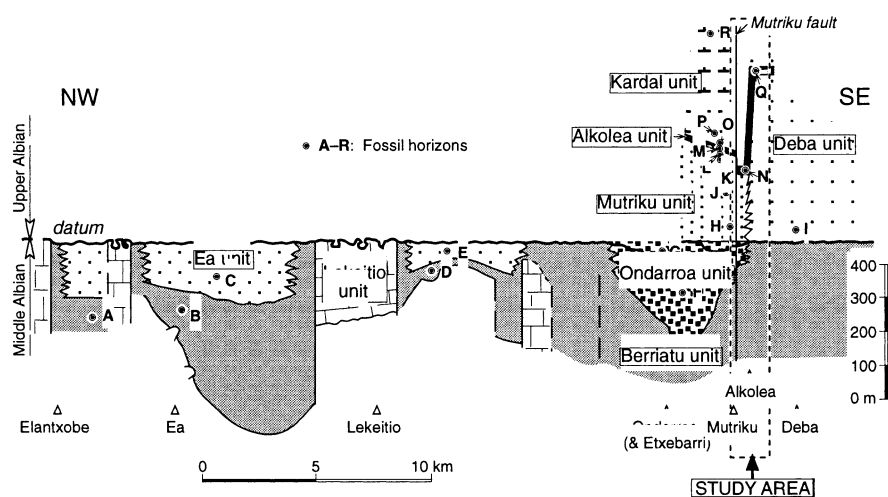 Mutriku fault
NW
R
Kardal unit
Q
SE
A–R: Fossil horizons
P
O
Alkolea unit
M
Deba unit
L
K
N
J
Mutriku unit
H
I
Upper Albian
datum
Middle Albian
Ea unit
E
C
tio
unit
D
Ondarroa unit
400
300
A
B
200
Berriatu unit
100
0 m
Alkolea
Elantxobe
Ea
Lekeitio
Mutriku
Deba
(& Etxebarri)
0
5
10 km
STUDY AREA